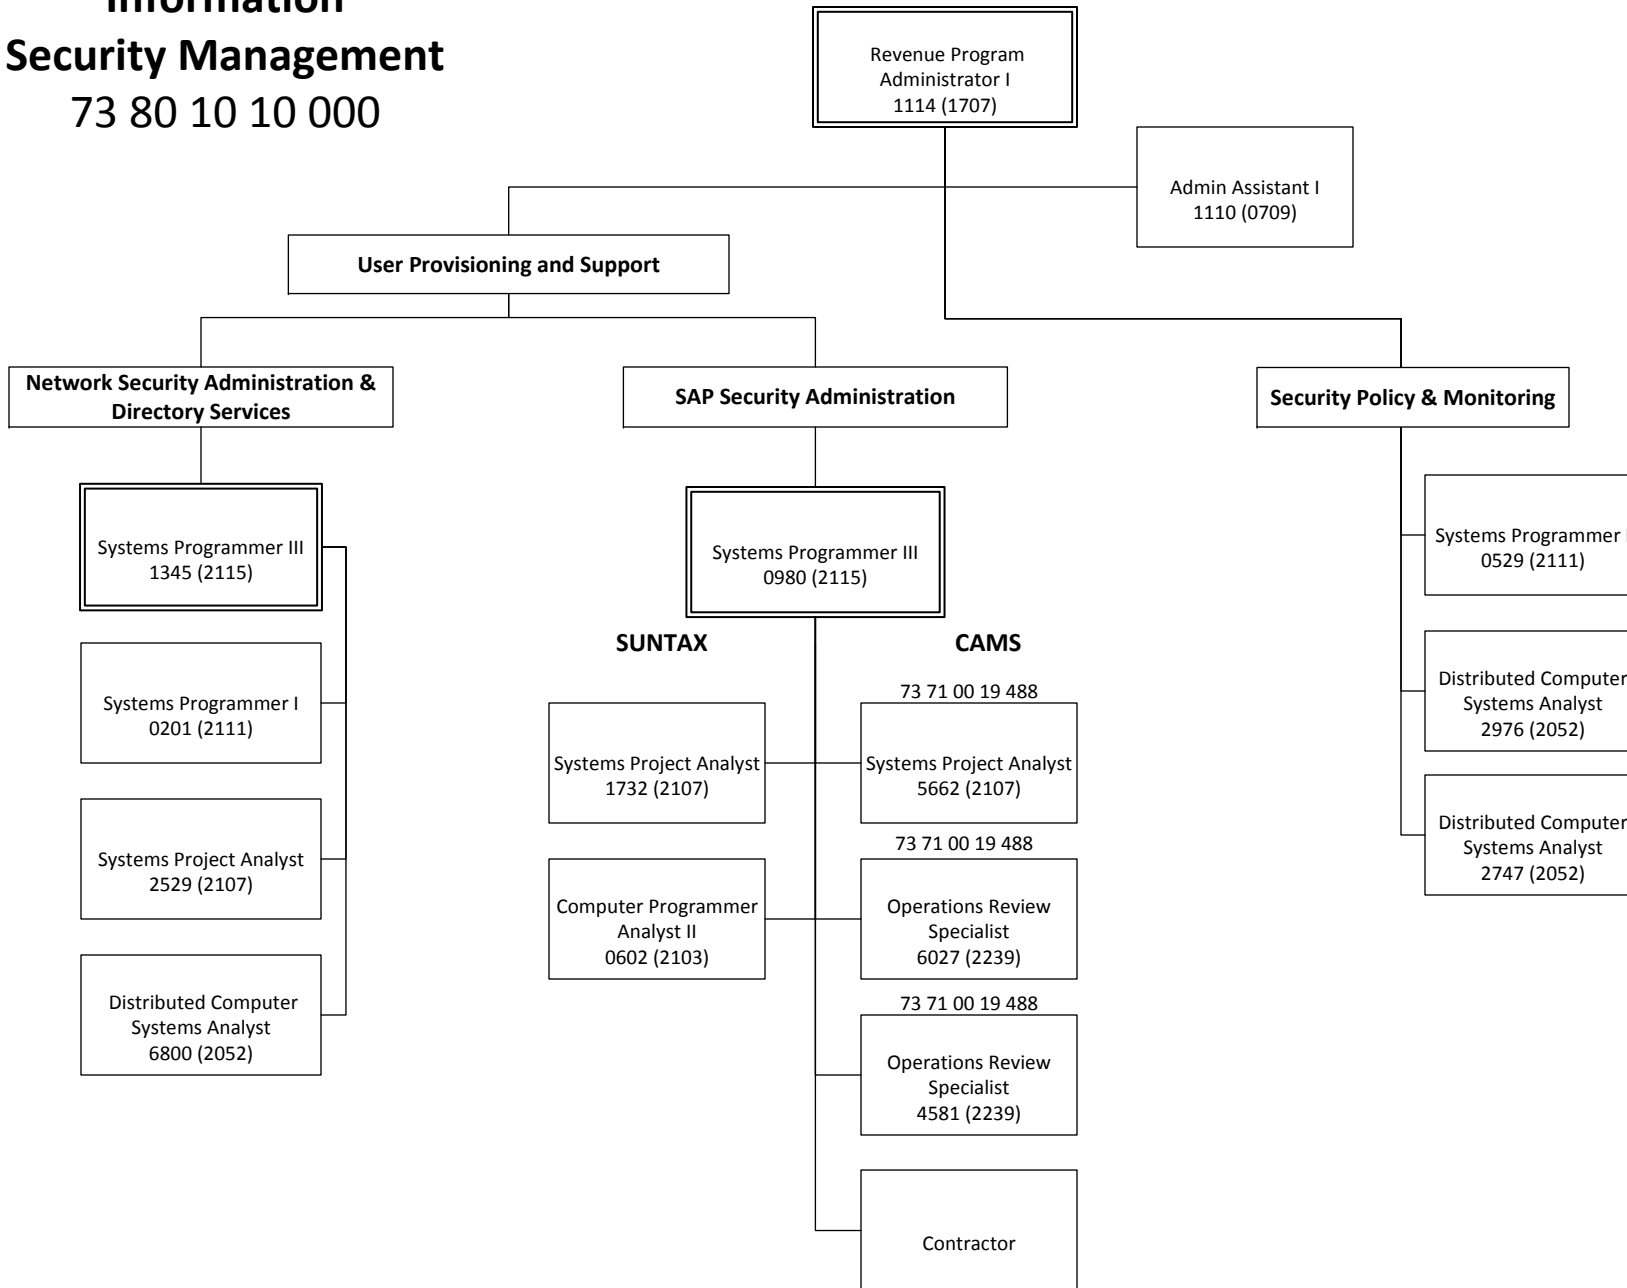 Information
Security Management
73 80 10 10 000
Revenue Program
Administrator I
1114 (1707)
Admin Assistant I
1110 (0709)
User Provisioning and Support
Network Security Administration &
Directory Services
SAP Security Administration
Security Policy & Monitoring
Systems Programmer III
1345 (2115)
Systems Programmer I
0201 (2111)
Systems Project Analyst
2529 (2107)
Distributed Computer
Systems Analyst
6800 (2052)
Systems Programmer III
0980 (2115)
SUNTAX
CAMS
Systems Project Analyst
1732 (2107)
Computer Programmer
Analyst II
0602 (2103)
73 71 00 19 488
Systems Project Analyst
5662 (2107)
73 71 00 19 488
Operations Review
Specialist
6027 (2239)
73 71 00 19 488
Operations Review
Specialist
4581 (2239)
Contractor
Systems Programmer
0529 (2111)
Distributed Computer
Systems Analyst
2976 (2052)
Distributed Computer
Systems Analyst
2747 (2052)